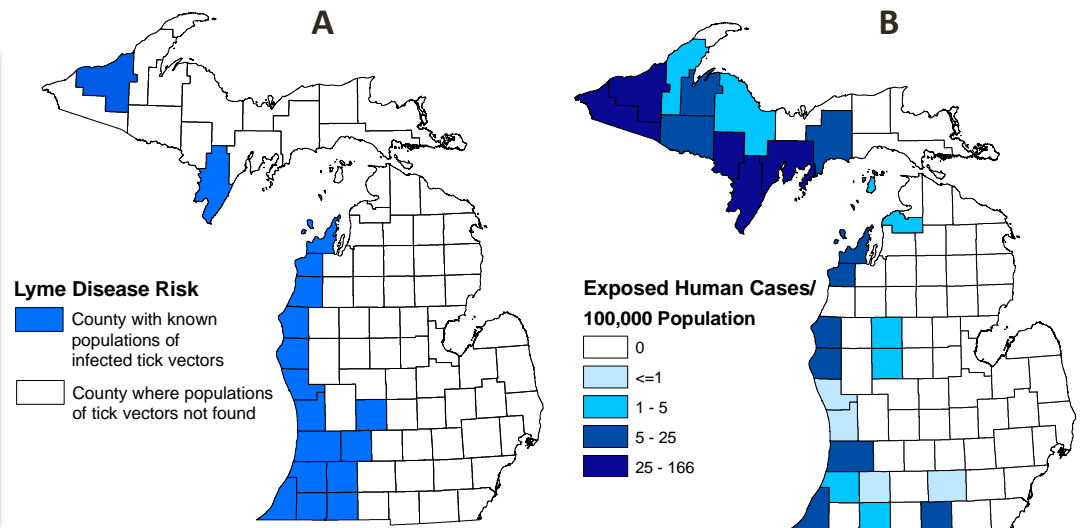 A
B
Lyme Disease Risk
County with known
populations of
infected tick vectors
County where populations
of tick vectors not found
Exposed Human Cases/
100,000 Population
0
<=1
1 - 5
5 - 25
25 - 166